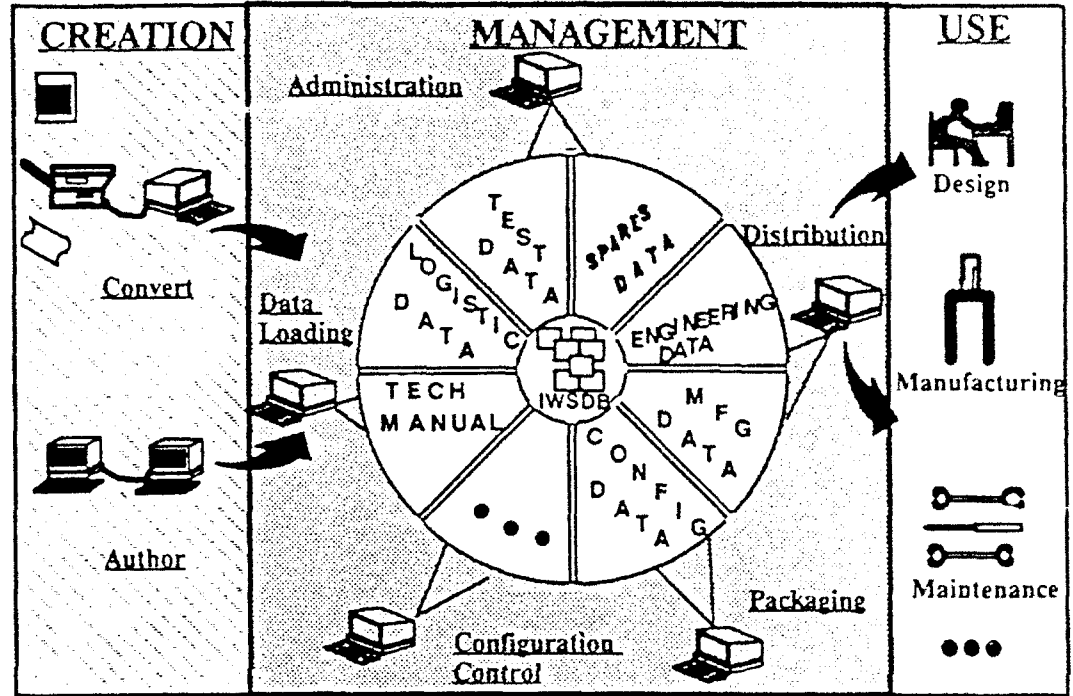 CREATION
Convert
Author
MANAGEMENT
Administration
Data
Loading
TEST
DATA
SPARES
DATA
LOGISTIC
DATA
ENGINEERING
DATA
TECH
MANUAL
IWSDB
MFG
DATA
CONFIG
DATA
Distribution
Configuration
Control
Packaging
USE
Design
Manufacturing
Maintenance